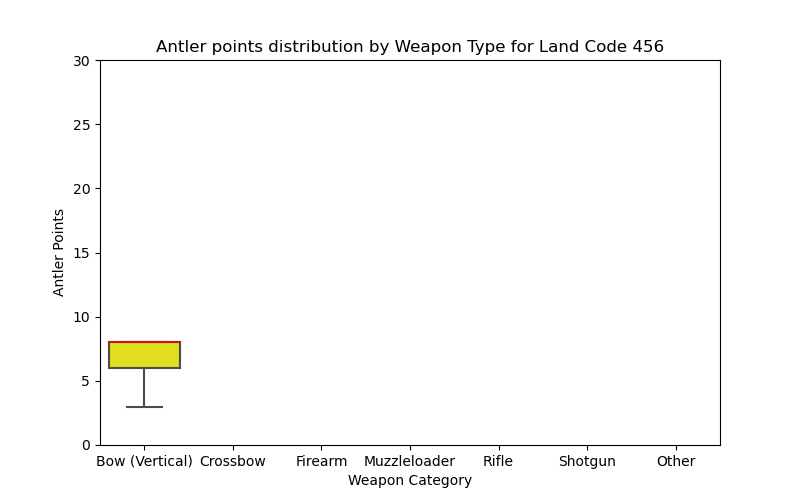 Antler points distribution by Weapon Type for Land Code 456
30
25
20
15
10
5
0
Antler Points
Bow (Vertical) Crossbow Firearm Muzzleloader Rifle Shotgun Other
Weapon Category